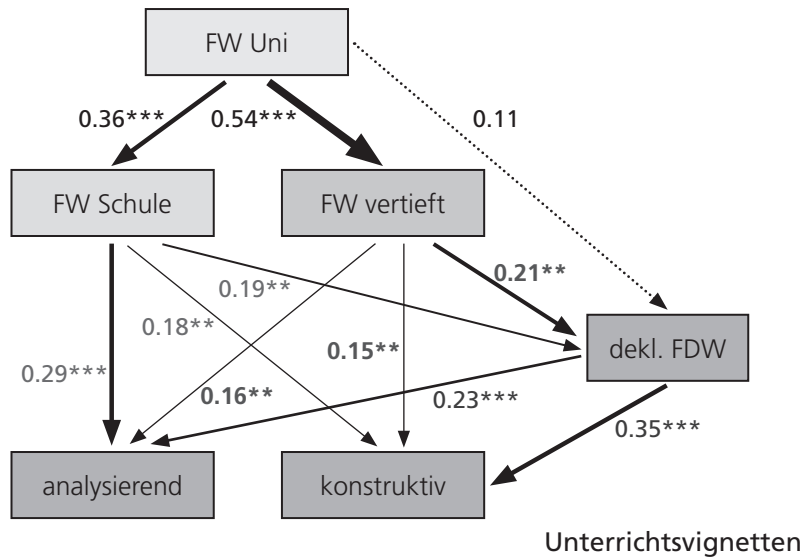 FW Uni
0.36***
0.54***
0.11
FW Schule
FW vertieft
0.21**
0.19**
0.18**
0.15**
dekl. FDW
0.29***
0.16**
0.23***
0.35***
analysierend
konstruktiv
Unterrichtsvignetten